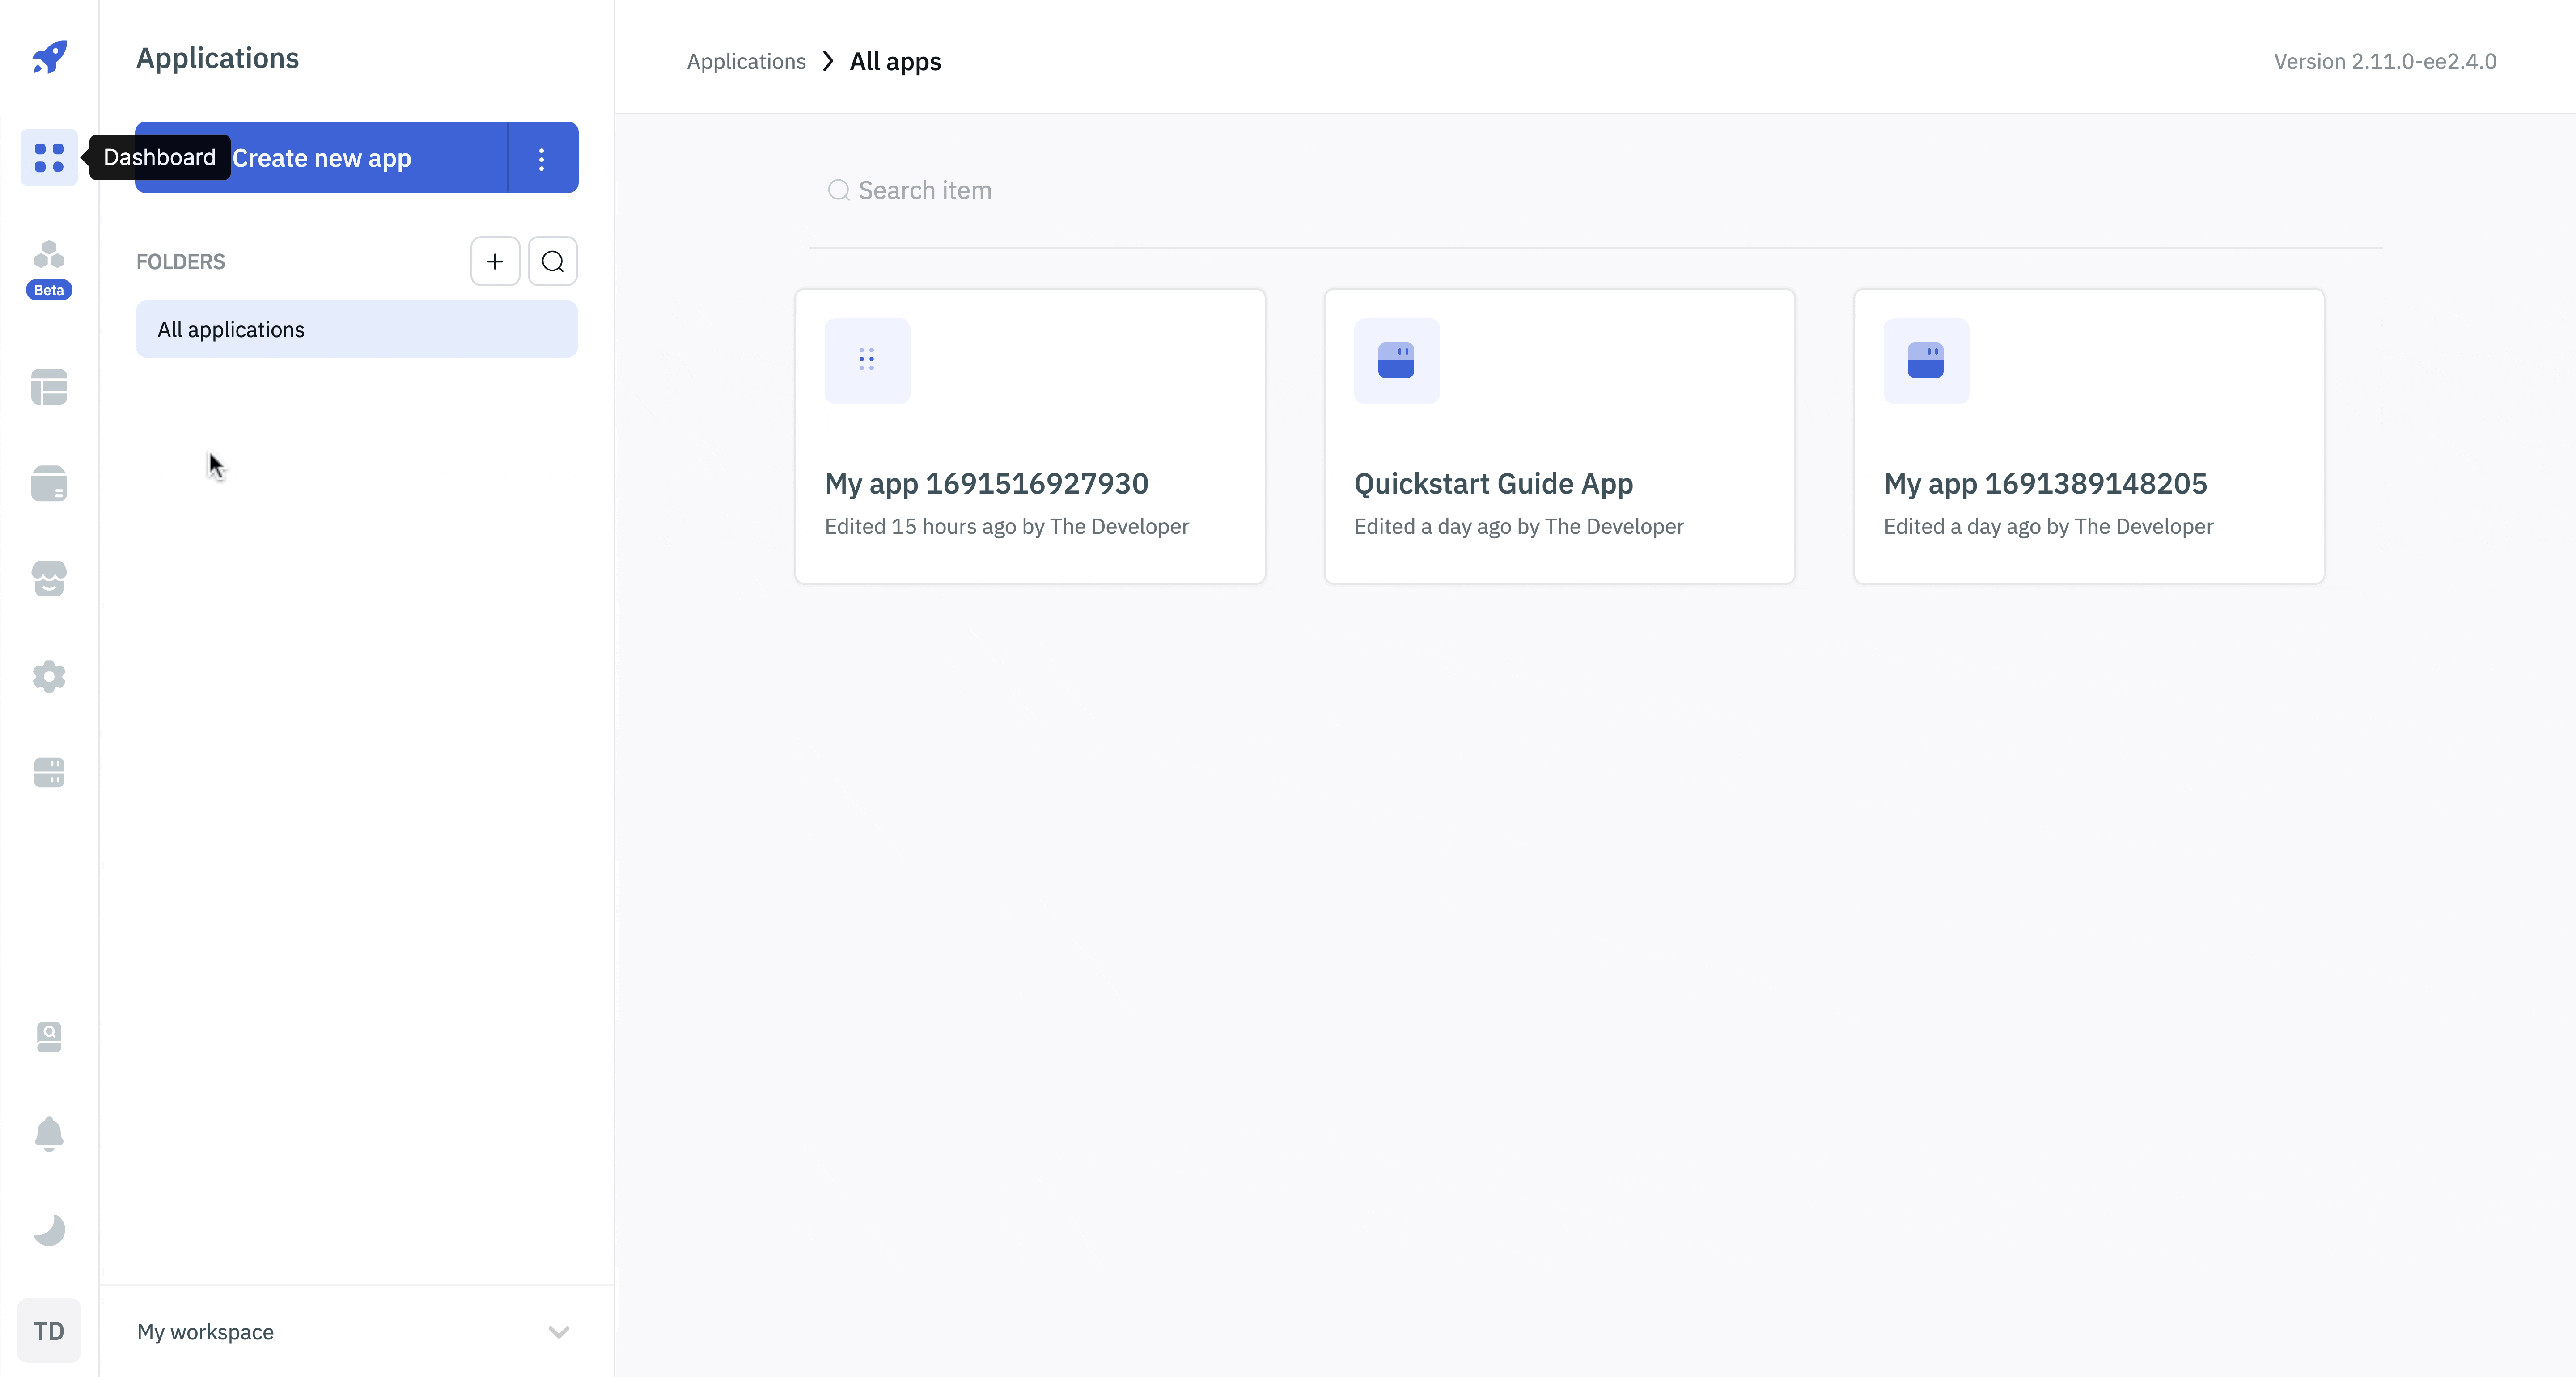 Applications
Dashboard
Create new app
Beta
FOLDERS
All applications
TD
My workspace
Applications
All apps
Version 2.11.0-ee2.4.0
Search item
My app 1691516927930
Edited 15 hours ago by The Developer
Quickstart Guide App
Edited a day ago by The Developer
My app 1691389148205
Edited a day ago by The Developer